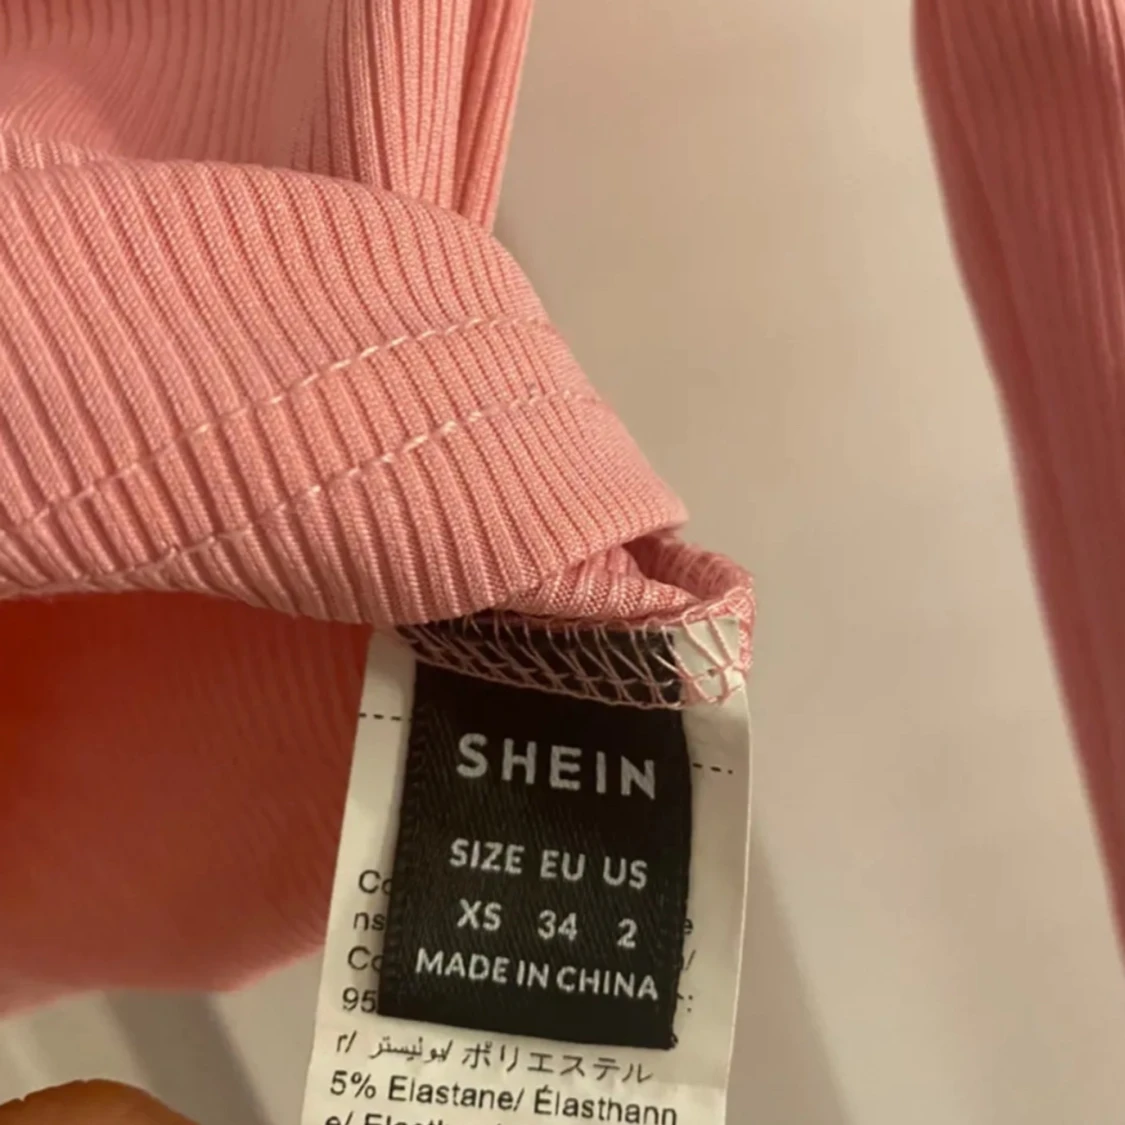 SHEIN
SIZE EU US
XS 34 2
MADE IN CHINA
95
r/ بوليستر/ ポリエステル
5% Elastane/ Élasthann